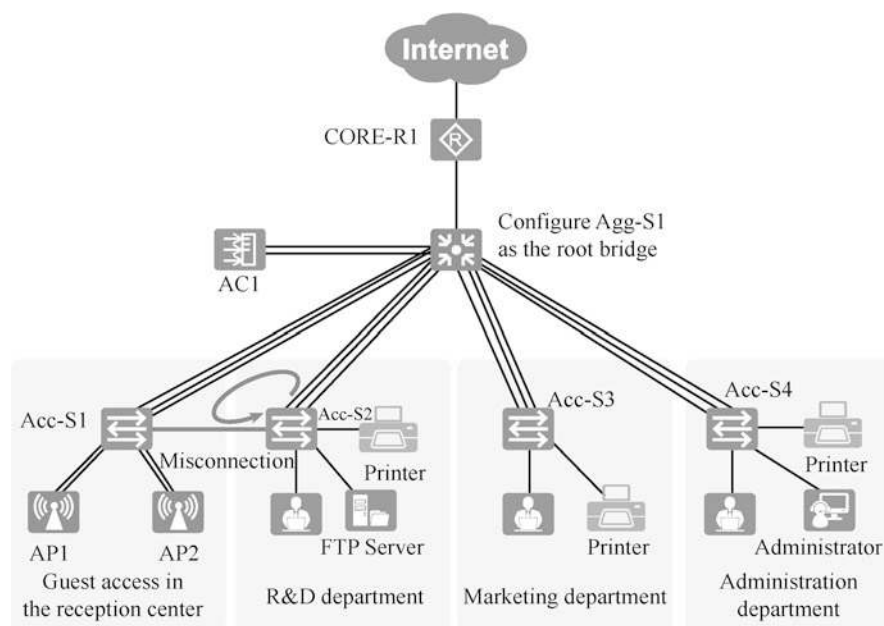 Internet
CORE-R1
R
Configure Agg-S1
as the root bridge
AC1
Acc-S1
Acc-S2
Acc-S3
Acc-S4
Misconnection
Printer
Printer
AP1
AP2
FTP Server
Printer
Administrator
Guest access in
the reception center
R&D department
Marketing department
Administration
department